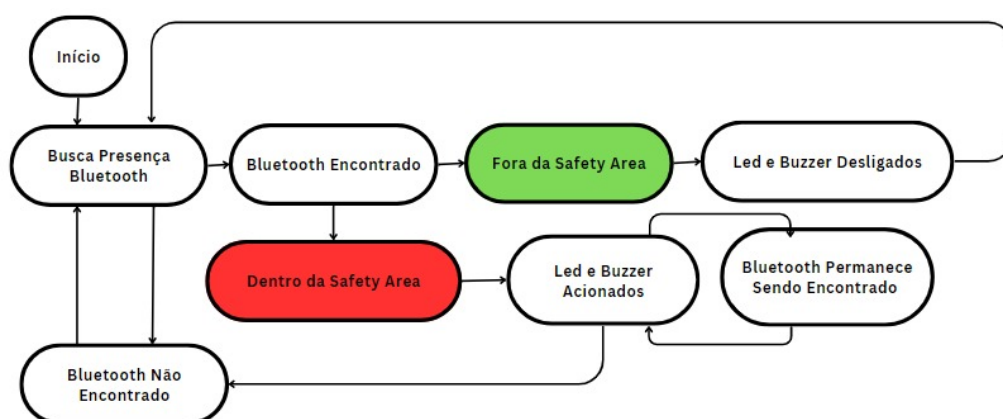 Início
Busca Presença
Bluetooth
Bluetooth Encontrado
Fora da Safety Area
Led e Buzzer Desligados
Dentro da Safety Area
Led e Buzzer
Acionados
Bluetooth Permanece
Sendo Encontrado
Bluetooth Não
Encontrado